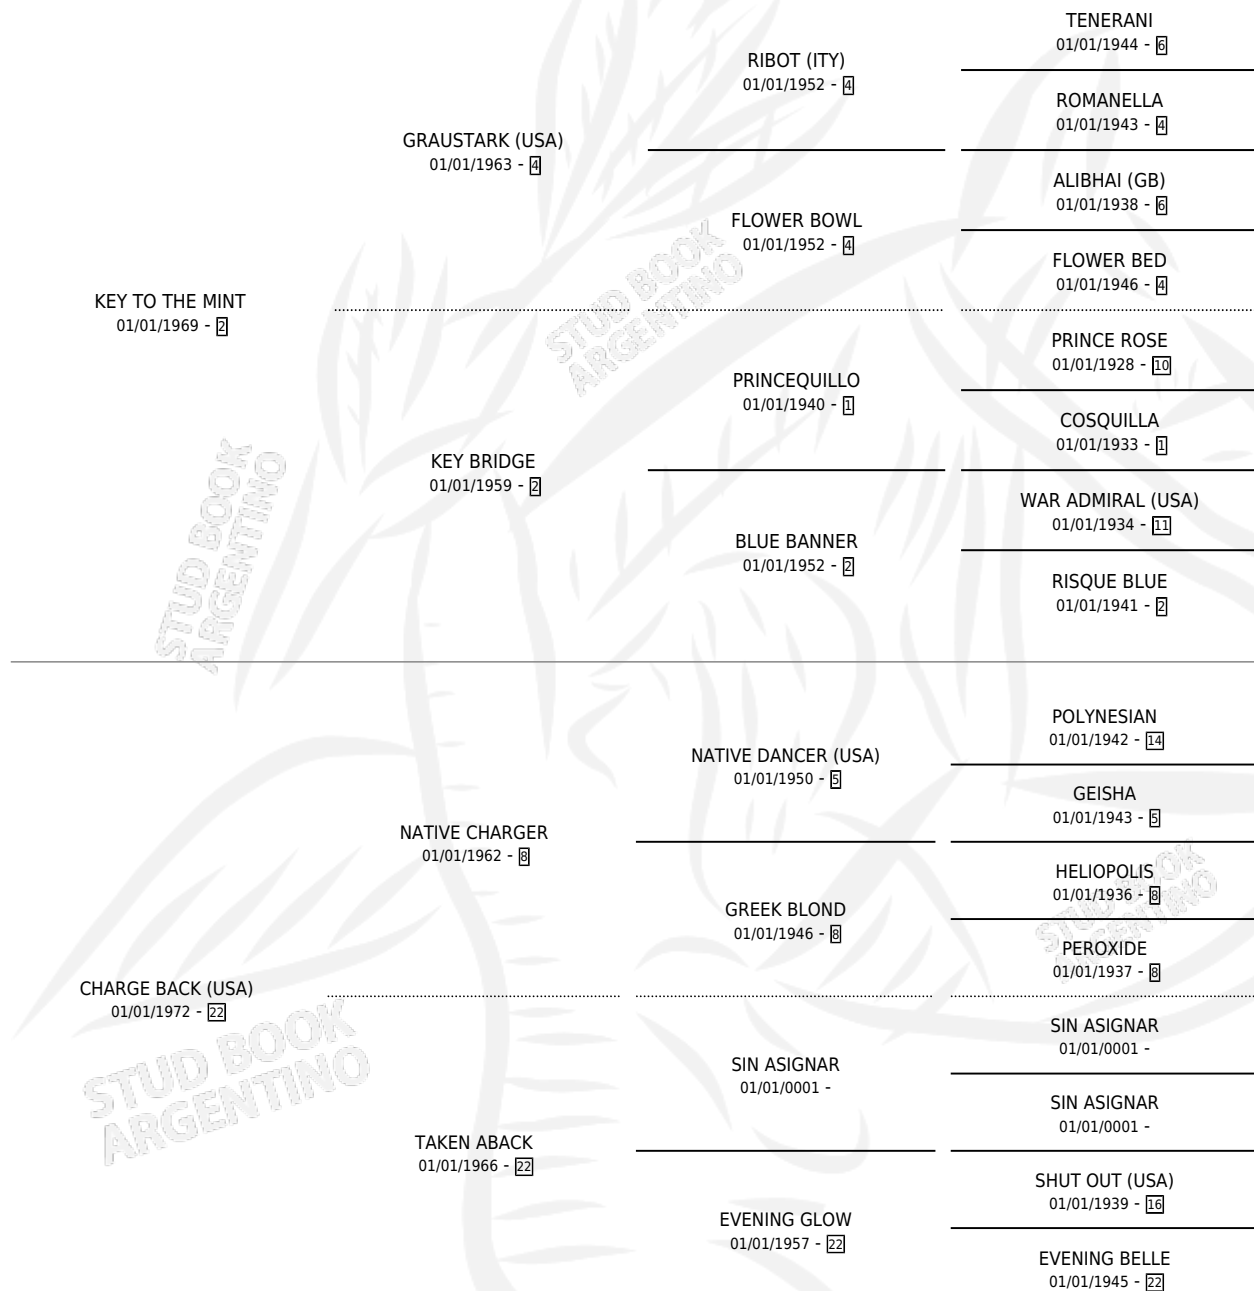 TENERANI
01/01/1944 - 6
RIBOT (ITY)
01/01/1952 - 4
ROMANELLA
01/01/1943 - 4
GRAUSTARK (USA)
01/01/1963 - 4
ALIBHAI (GB)
01/01/1938 - 6
FLOWER BOWL
01/01/1952 - 4
FLOWER BED
01/01/1946 - 4
KEY TO THE MINT
01/01/1969 - 2
PRINCE ROSE
01/01/1928 - 10
PRINCEQUILLO
01/01/1940 - 1
COSQUILLA
01/01/1933 - 1
KEY BRIDGE
01/01/1959 - 2
WAR ADMIRAL (USA)
01/01/1934 - 11
BLUE BANNER
01/01/1952 - 2
RISQUE BLUE
01/01/1941 - 2
POLYNESIAN
01/01/1942 - 14
NATIVE DANCER (USA)
01/01/1950 - 5
GEISHA
01/01/1943 - 5
NATIVE CHARGER
01/01/1962 - 8
HELIOPOLIS
01/01/1936 - 8
GREEK BLOND
01/01/1946 - 8
PEROXIDE
01/01/1937 - 8
CHARGE BACK (USA)
01/01/1972 - 22
SIN ASIGNAR
01/01/0001 -
SIN ASIGNAR
01/01/0001 -
SIN ASIGNAR
01/01/0001 -
TAKEN ABACK
01/01/1966 - 22
SHUT OUT (USA)
01/01/1939 - 16
EVENING GLOW
01/01/1957 - 22
EVENING BELLE
01/01/1945 - 22
STUD BOOK
ARGENTINO
STUD BOOK
ARGENTINO
STUD BOOK
ARGENTINO
STUD BOOK
ARGENTINO